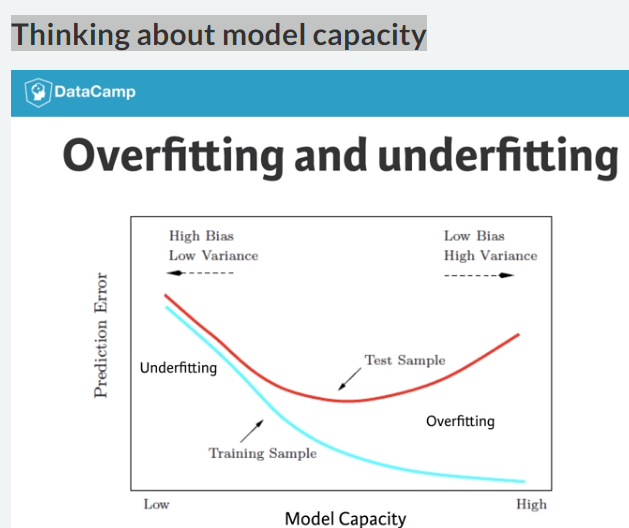 Thinking about model capacity
DataCamp
Overfitting and underfitting
High Bias
Low Variance
Low Bias
High Variance
Prediction Error
Underfitting
Test Sample
Overfitting
Training Sample
Low
High
Model Capacity